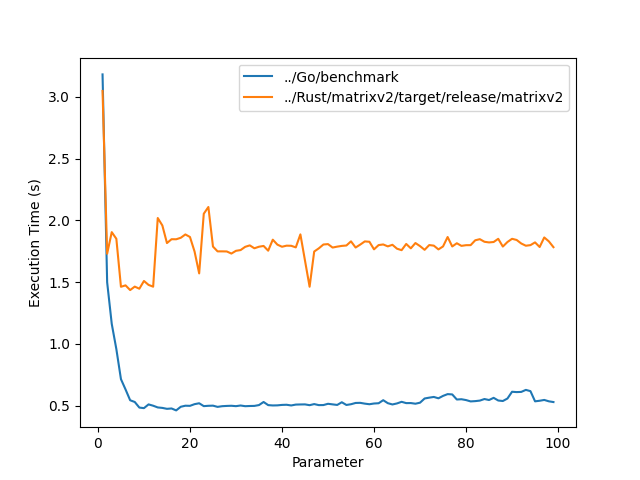 ../Go/benchmark
../Rust/matrixv2/target/release/matrixv2
3.0
2.5
2.0
1.5
1.0
0.5
Execution Time (s)
0 20 40 60 80 100
Parameter